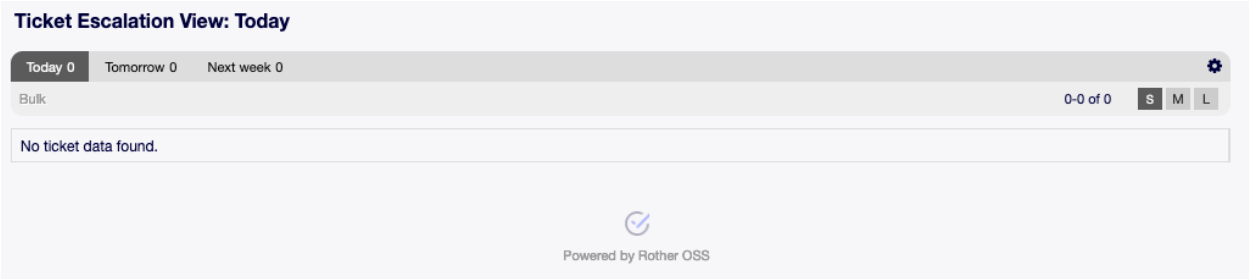 Ticket Escalation View: Today
Today 0 Tomorrow 0 Next week 0
Bulk 0-0 of 0 S M L
No ticket data found.
Powered by Rother OSS